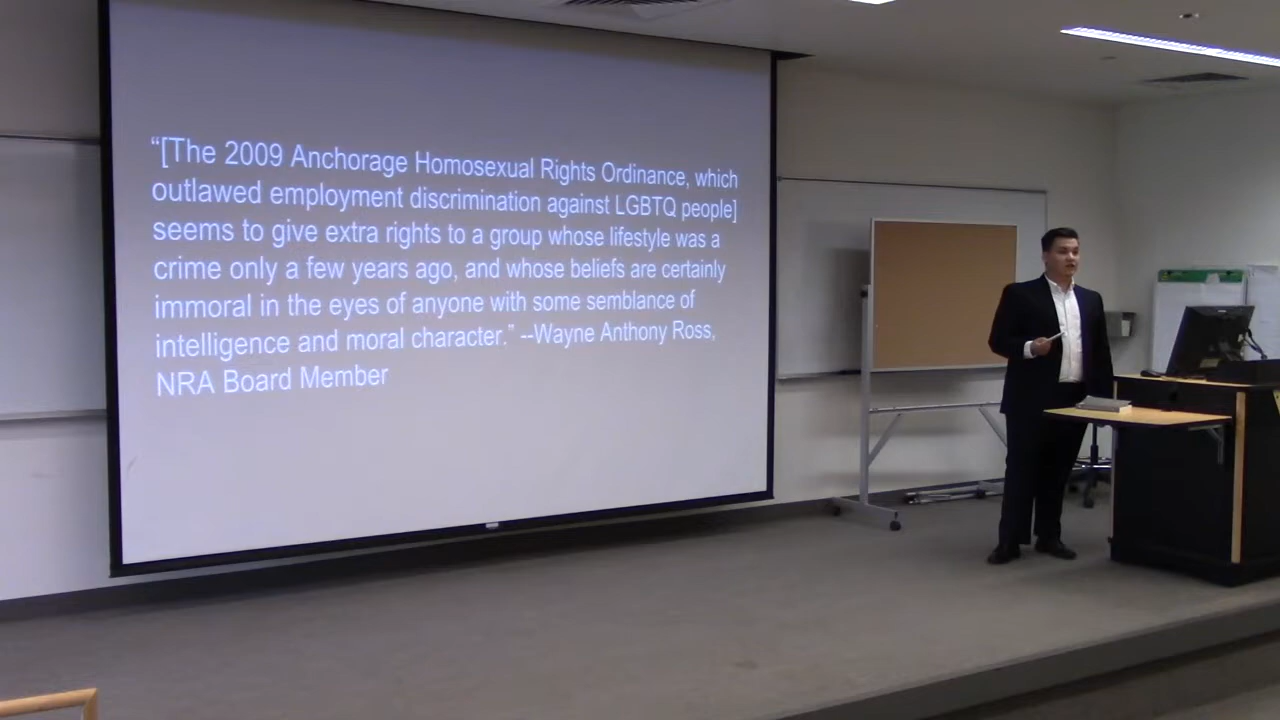 “[The 2009 Anchorage Homosexual Rights Ordinance, which
outlawed employment discrimination against LGBTQ people]
seems to give extra rights to a group whose lifestyle was a
crime only a few years ago, and whose beliefs are certainly
immoral in the eyes of anyone with some semblance of
intelligence and moral character.” --Wayne Anthony Ross,
NRA Board Member